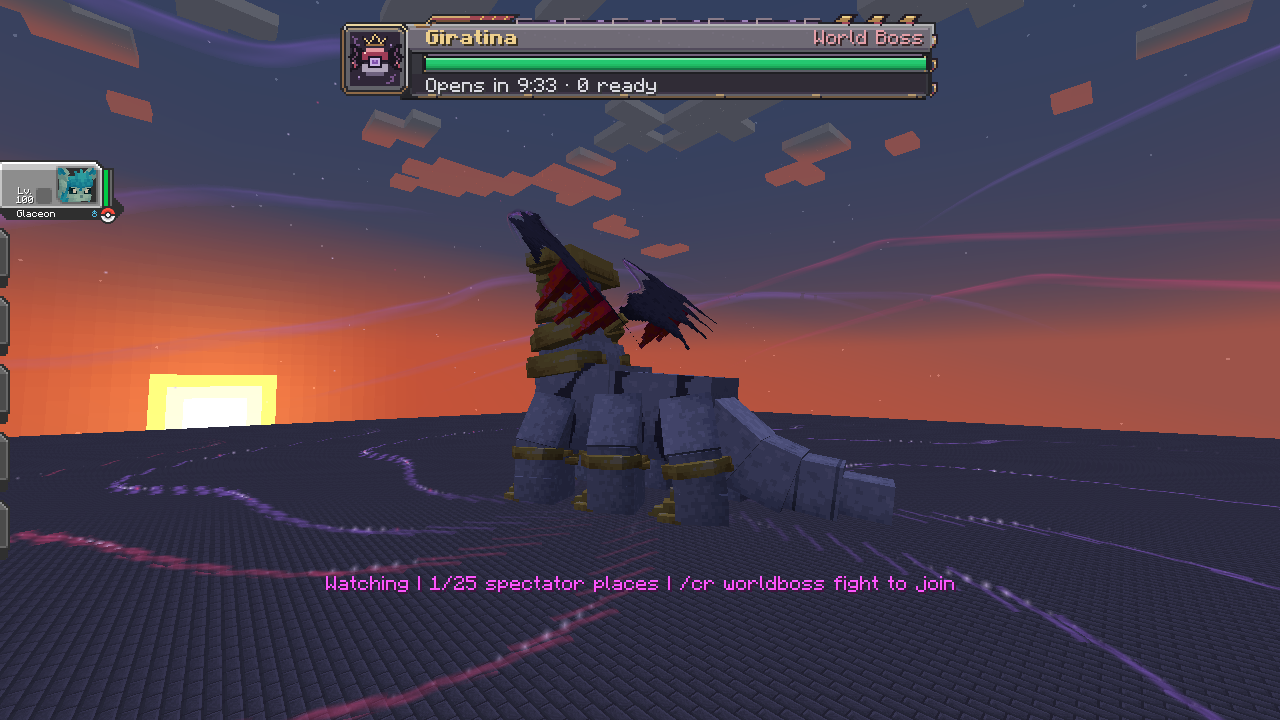 Giratina
World Boss
Opens in 9:33 · 0 ready
Lv.
100
Glaceon
Watching | 1/25 spectator places | /cr worldboss fight to join